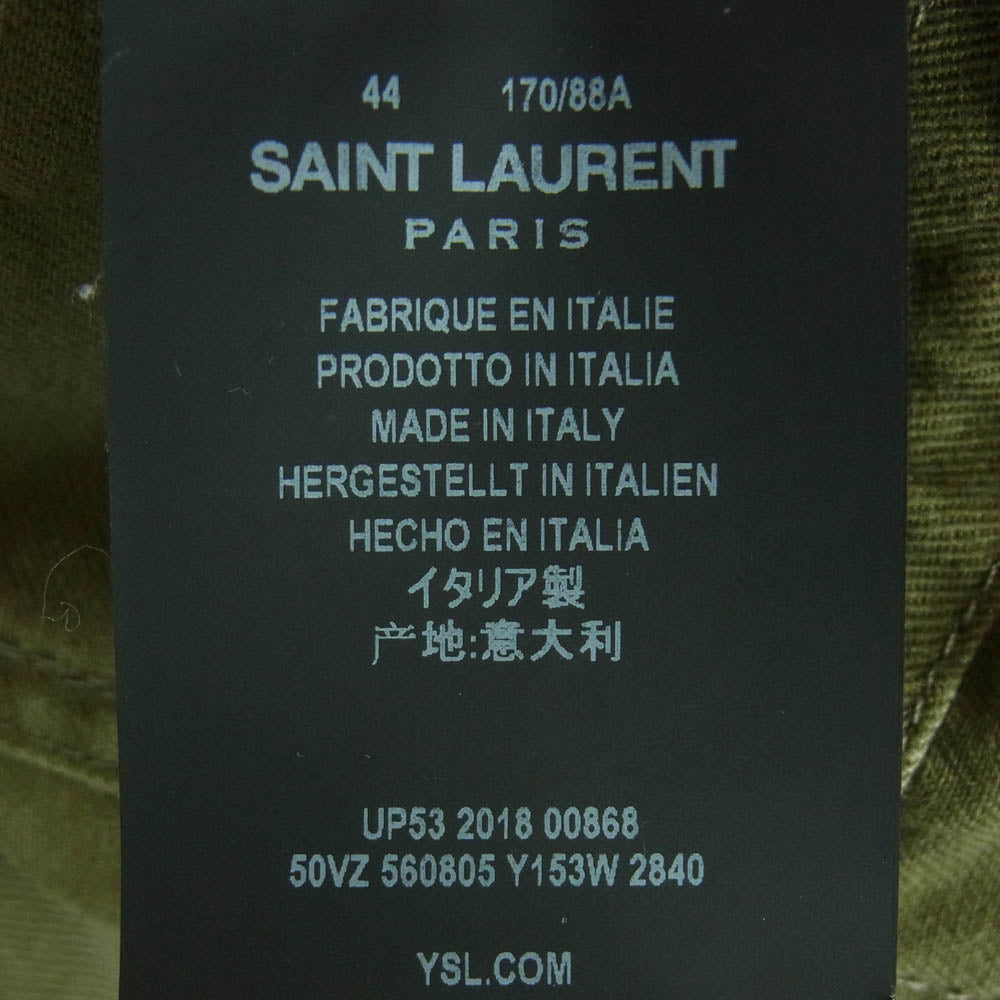 44 170/88A
SAINT LAURENT
PARIS
FABRIQUE EN ITALIE
PRODOTTO IN ITALIA
MADE IN ITALY
HERGESTELLT IN ITALIEN
HECHO EN ITALIA
イタリア製
产地:意大利
UP53 2018 00868
50VZ 560805 Y153W 2840
YSL.COM